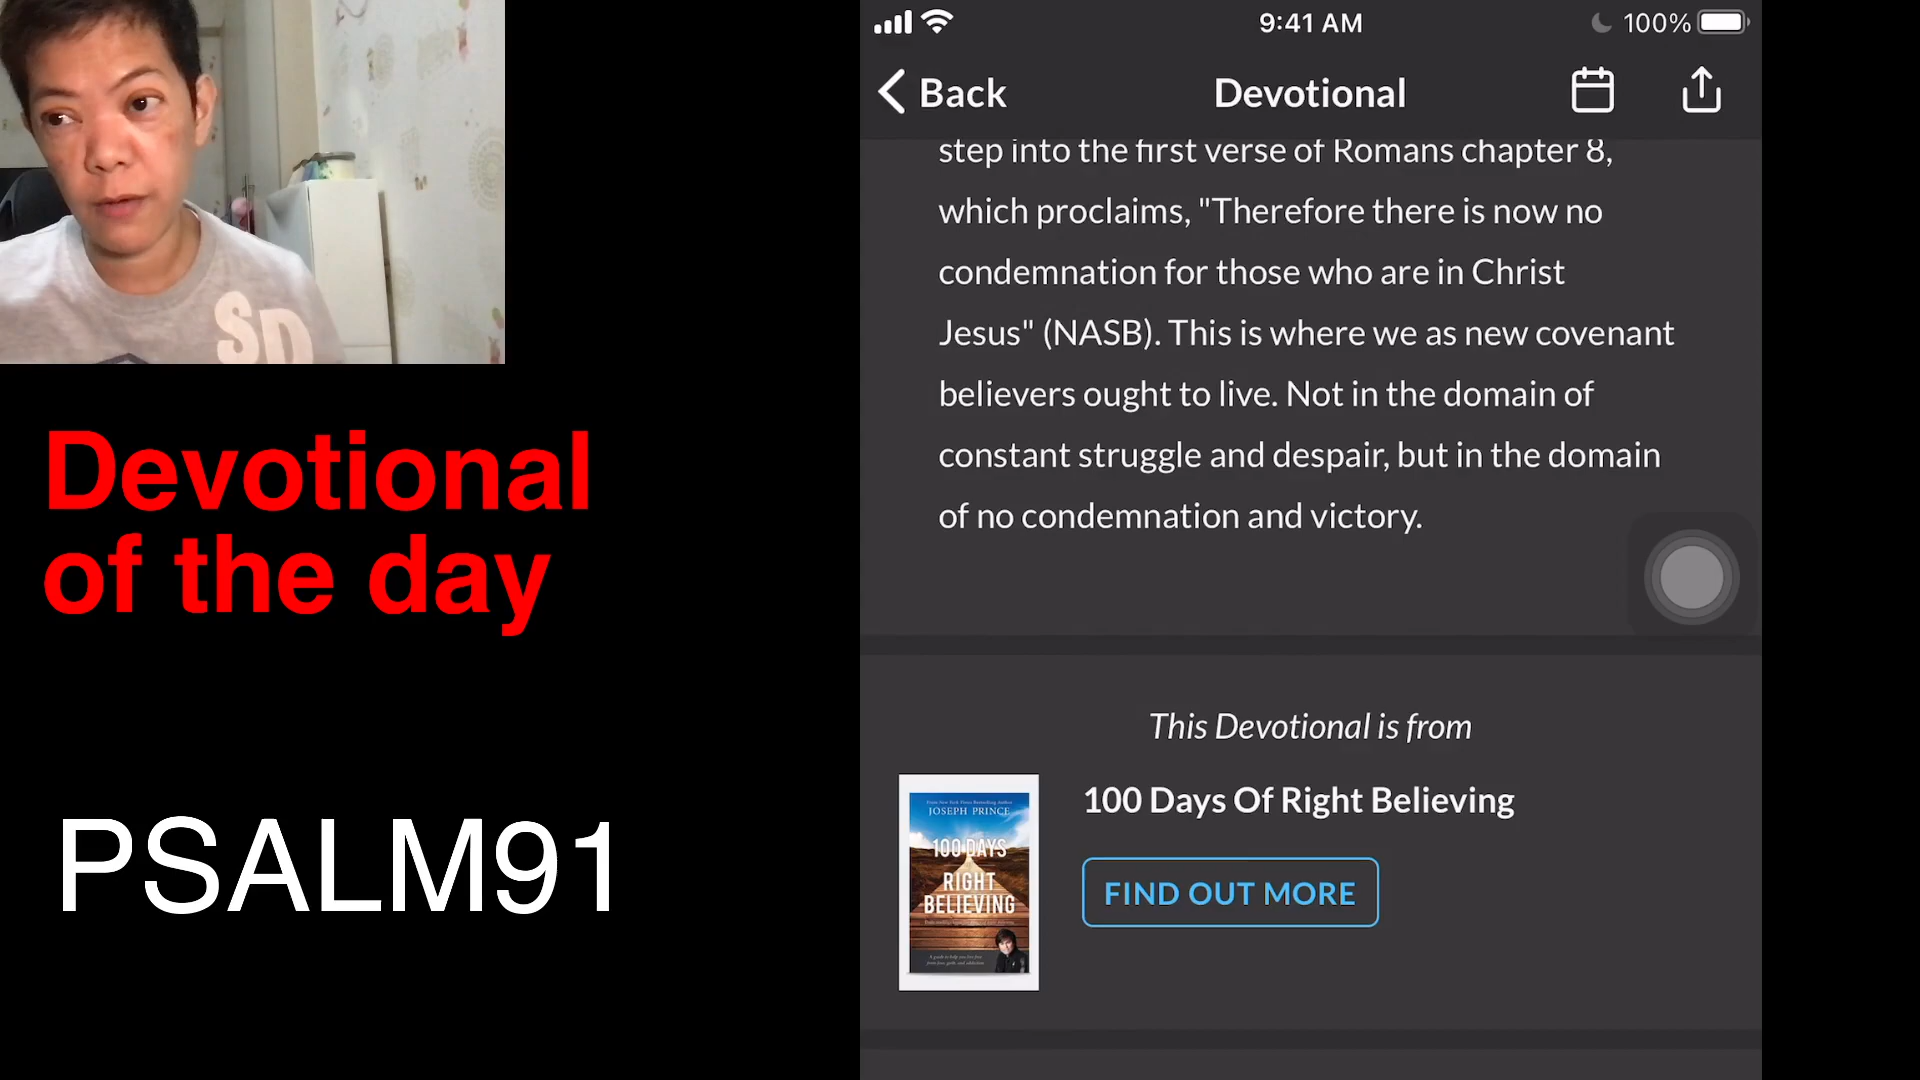 SD
Devotional
of the day
PSALM91
9:41 AM
100%
Back
Devotional
step into the first verse of Romans chapter 8,
which proclaims, "Therefore there is now no
condemnation for those who are in Christ
Jesus" (NASB). This is where we as new covenant
believers ought to live. Not in the domain of
constant struggle and despair, but in the domain
of no condemnation and victory.
This Devotional is from
100 Days Of Right Believing
FIND OUT MORE
JOSEPH PRINCE
100 DAYS
RIGHT
BELIEVING